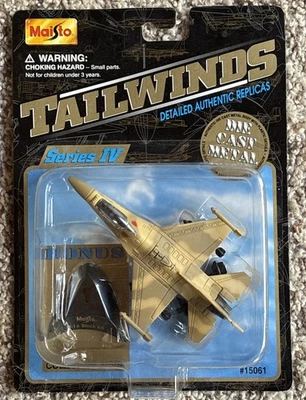 Maisto
WARNING:
CHOKING HAZARD – Small parts.
Not for children under 3 years.
TAILWINDS
DETAILED AUTHENTIC REPLICAS
DIE
CAST
METAL
Series IV
BONUS
Maisto
#15061